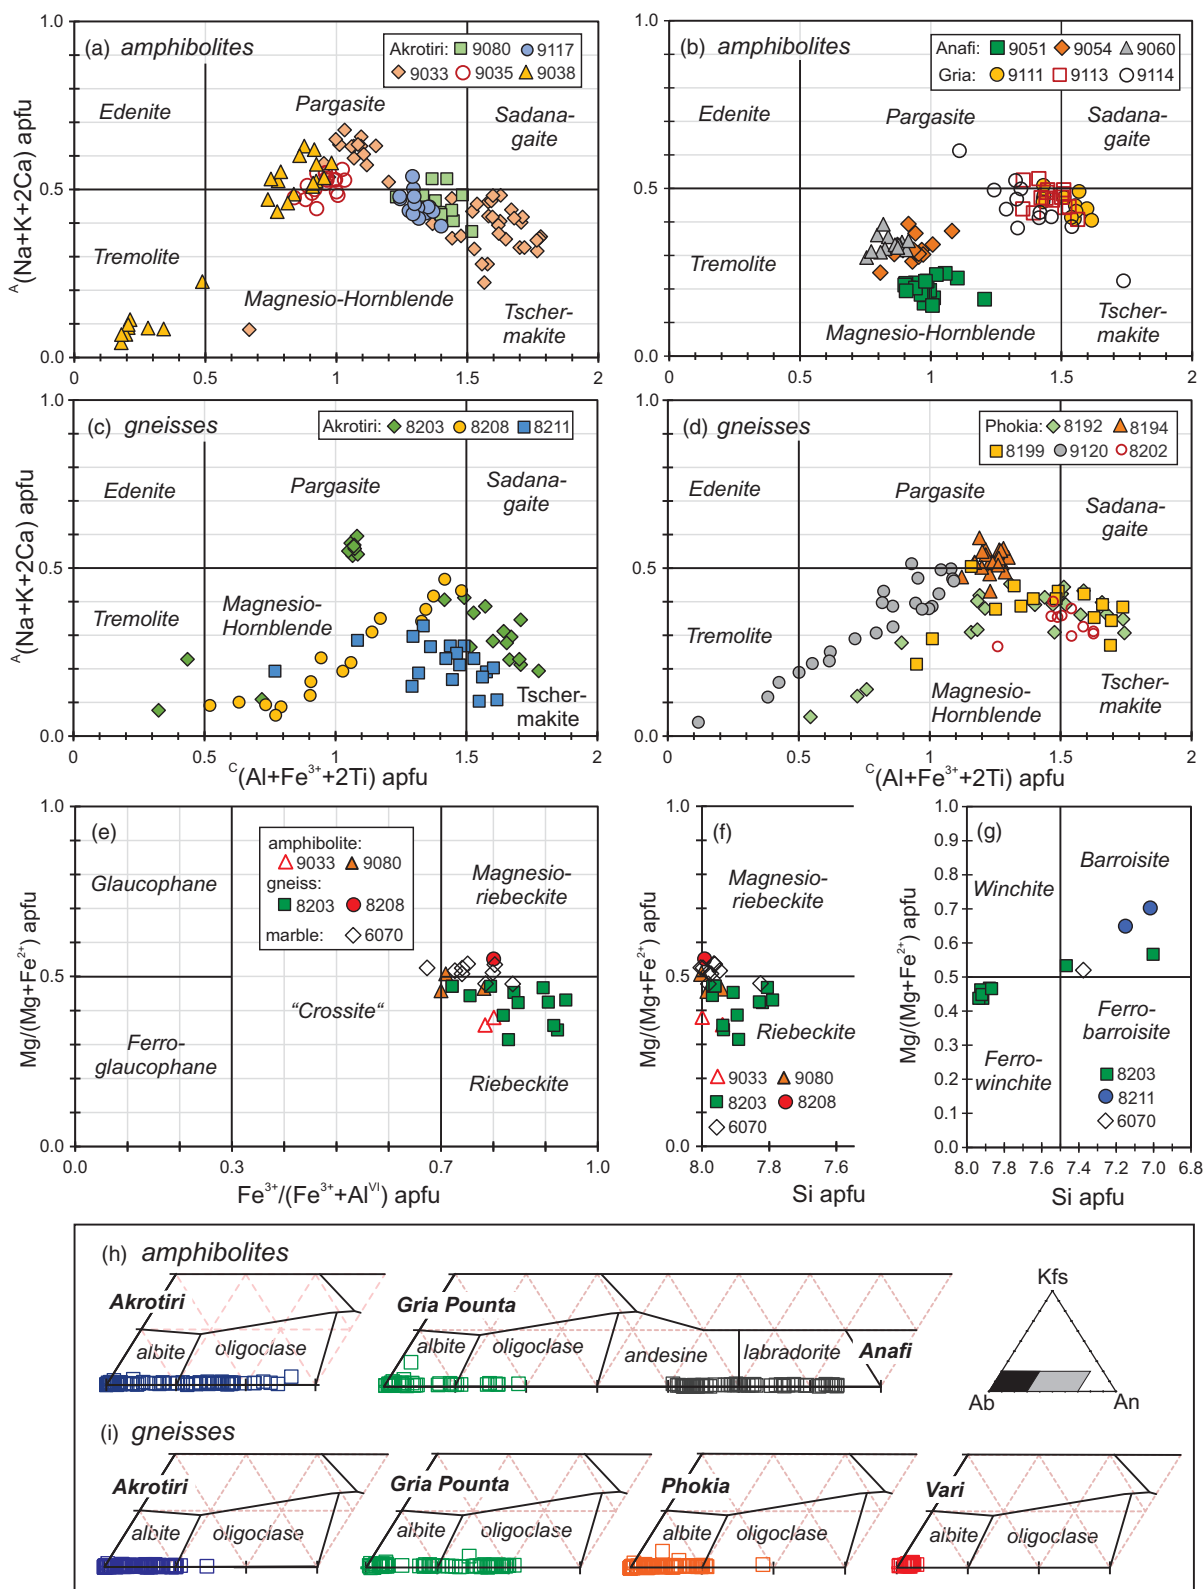 (a) amphibolites
Akrotiri: 9080 9117
9033 9035 9038
Edenite
Pargasite
Sadana-
gaite
Tremolite
Magnesio-Hornblende
Tscher-
makite
A(Na+K+2Ca) apfu
1.0
0.5
0.0
0 0.5 1 1.5 2
(b) amphibolites
Anafi: 9051 9054 9060
Gria: 9111 9113 9114
Edenite
Pargasite
Sadana-
gaite
Tremolite
Magnesio-Hornblende
Tscher-
makite
1.0
0.5
0.0
0 0.5 1 1.5 2
(c) gneisses
Akrotiri: 8203 8208 8211
Edenite
Pargasite
Sadana-
gaite
Tremolite
Magnesio-
Hornblende
Tscher-
makite
A(Na+K+2Ca) apfu
1.0
0.5
0.0
0 0.5 1 1.5 2
C(Al+Fe³⁺+2Ti) apfu
(d) gneisses
Phokia: 8192 8194
8199 9120 8202
Edenite
Pargasite
Sadana-
gaite
Tremolite
Magnesio-
Hornblende
Tscher-
makite
1.0
0.5
0.0
0 0.5 1 1.5 2
C(Al+Fe³⁺+2Ti) apfu
(e)
amphibolite:
9033 9080
gneiss:
8203 8208
marble: 6070
Glaucophane
Magnesio-
riebeckite
"Crossite"
Ferro-
glaucophane
Riebeckite
Mg/(Mg+Fe²⁺) apfu
1.0
0.5
0.0
0.0 0.3 0.7 1.0
Fe³⁺/(Fe³⁺+Alⱽᴵ) apfu
(f)
Magnesio-
riebeckite
Riebeckite
9033 9080
8203 8208
6070
Mg/(Mg+Fe²⁺) apfu
1.0
0.5
0.0
8.0 7.8 7.6
Si apfu
(g)
Barroisite
Winchite
Ferro-
barroisite
Ferro-
winchite
8203
8211
6070
Mg/(Mg+Fe²⁺) apfu
1.0
0.9
0.8
0.7
0.6
0.5
0.4
0.3
0.2
0.1
0.0
8.0 7.8 7.6 7.4 7.2 7.0 6.8
Si apfu
(h) amphibolites
Akrotiri
albite
oligoclase
Gria Pounta
albite
oligoclase
andesine
labradorite
Anafi
Kfs
Ab
An
(i) gneisses
Akrotiri
albite
oligoclase
Gria Pounta
albite
oligoclase
Phokia
albite
oligoclase
Vari
albite
oligoclase